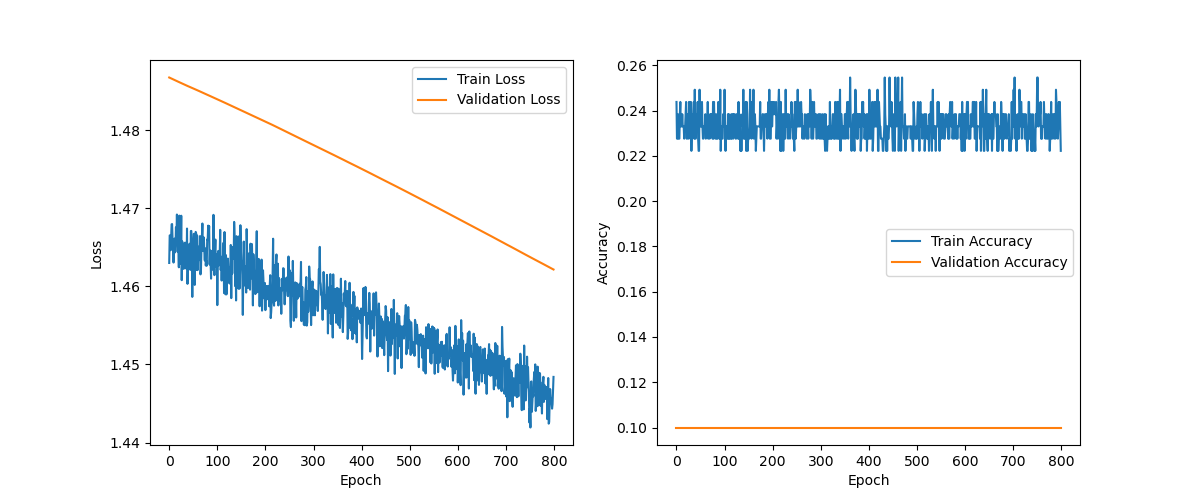 Train Loss
Validation Loss
1.48
1.47
1.46
1.45
1.44
Loss
0 100 200 300 400 500 600 700 800
Epoch
0.26
0.24
0.22
0.20
0.18
0.16
0.14
0.12
0.10
Accuracy
Train Accuracy
Validation Accuracy
0 100 200 300 400 500 600 700 800
Epoch